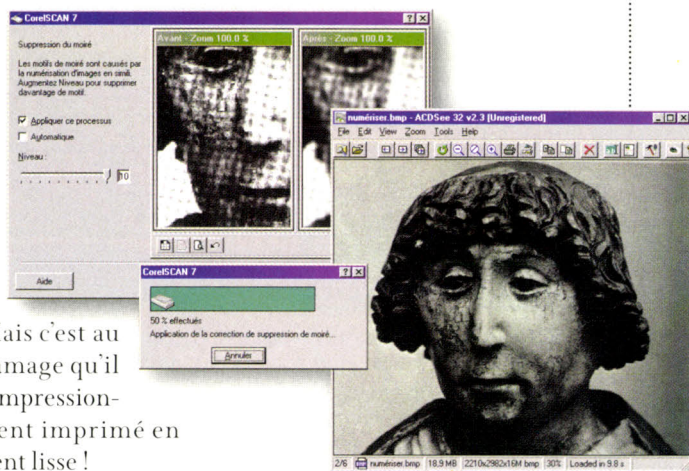 CorelSCAN 7
Suppression du moiré
Les motifs de moiré sont causés par
la numérisation d'images en simili.
Augmentez Niveau pour supprimer
davantage de motif.
Appliquer ce processus
Automatique
Niveau :
10
Avant - Zoom 100.0 %
Après - Zoom 100.0 %
Aide
CorelSCAN 7
50 % effectués
Application de la correction de suppression de moiré...
Annuler
numériser.bmp - ACDSee 32 v2.3 [Unregistered]
File Edit View Zoom Tools Help
2/6 numériser.bmp 18.9 MB 2210x2982x16M bmp 30% Loaded in 9.8 s
ais c'est au
mage qu'il
mpression-
ent imprimé en
ent lisse !